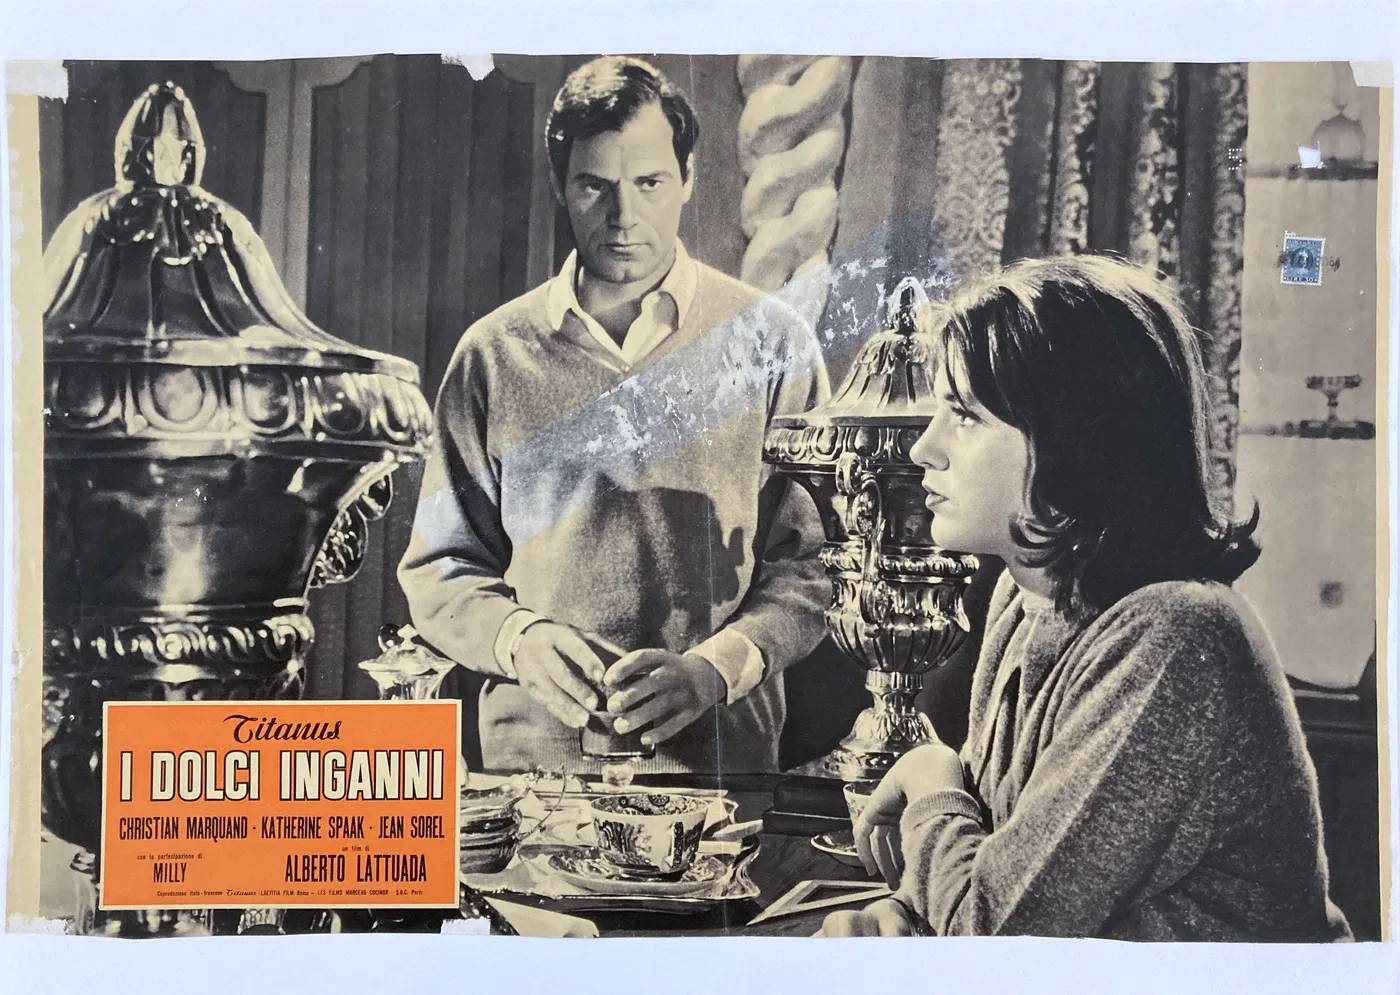 Titanus
I DOLCI INGANNI
CHRISTIAN MARQUAND · KATHERINE SPAAK · JEAN SOREL
con la partecipazione di
MILLY
un film di
ALBERTO LATTUADA
Coproduzione italo-francese Titanus - LAETITIA FILM Roma - LES FILMS MARCEAU COCINOR - S.G.C. Paris